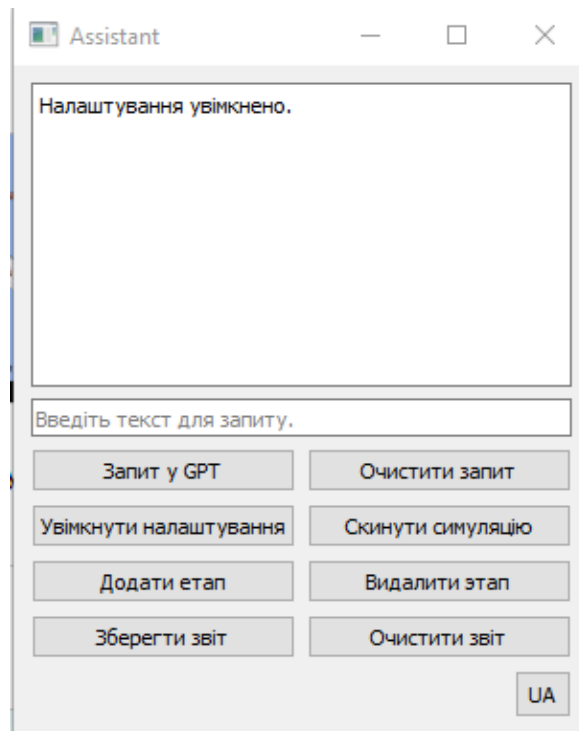 Assistant
Налаштування увімкнено.
Введіть текст для запиту.
Запит у GPT
Очистити запит
Увімкнути налаштування
Скинути симуляцію
Додати етап
Видалити этап
Зберегти звіт
Очистити звіт
UA